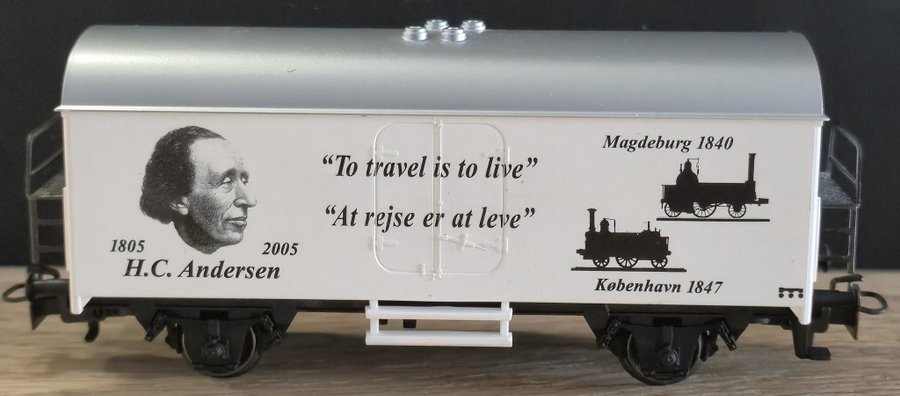 Magdeburg 1840
“To travel is to live”
“At rejse er at leve”
1805 2005
H.C. Andersen
København 1847